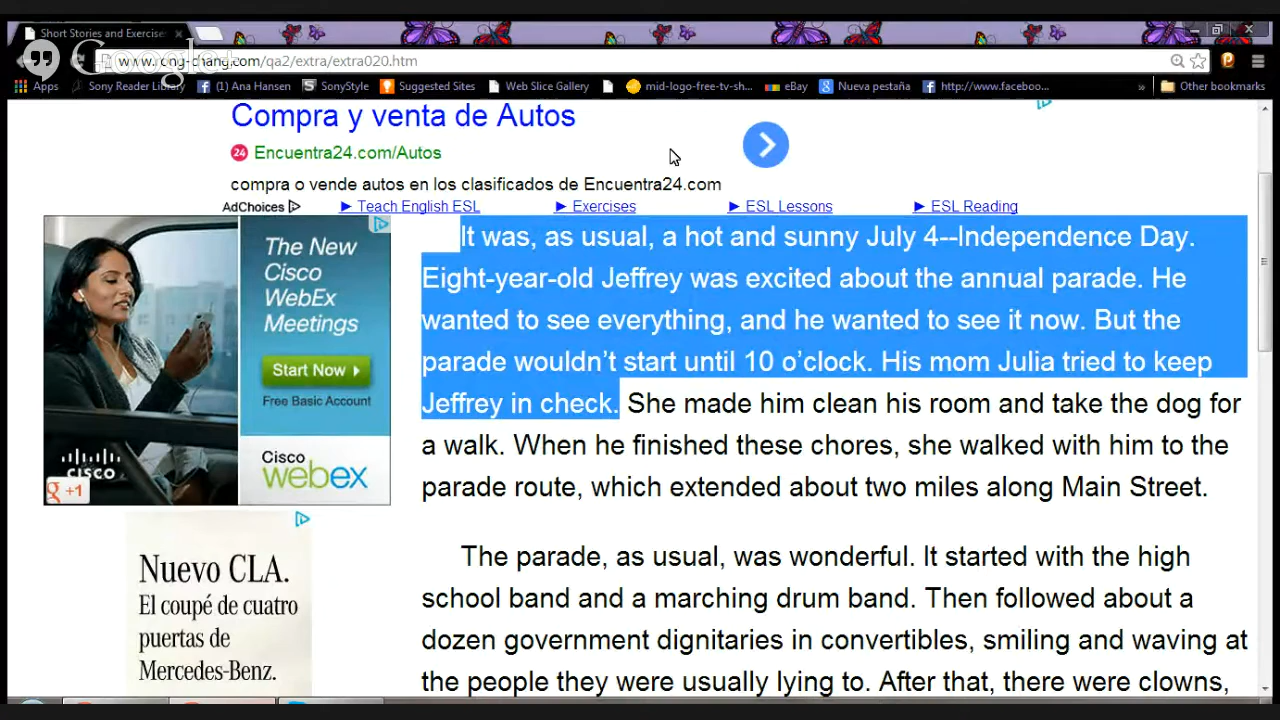 Short Stories and Exercises
Google+
www.rong-chang.com/qa2/extra/extra020.htm
Apps
Sony Reader Library
(1) Ana Hansen
SonyStyle
Suggested Sites
Web Slice Gallery
mid-logo-free-tv-sh...
eBay
Nueva pestaña
http://www.faceboo...
»
Other bookmarks
Compra y venta de Autos
24 Encuentra24.com/Autos
compra o vende autos en los clasificados de Encuentra24.com
AdChoices
► Teach English ESL
► Exercises
► ESL Lessons
► ESL Reading
The New
Cisco
WebEx
Meetings
Start Now
Free Basic Account
CISCO
Cisco
webex
g +1
Nuevo CLA.
El coupé de cuatro
puertas de
Mercedes-Benz.
It was, as usual, a hot and sunny July 4--Independence Day.
Eight-year-old Jeffrey was excited about the annual parade. He
wanted to see everything, and he wanted to see it now. But the
parade wouldn’t start until 10 o’clock. His mom Julia tried to keep
Jeffrey in check. She made him clean his room and take the dog for
a walk. When he finished these chores, she walked with him to the
parade route, which extended about two miles along Main Street.
The parade, as usual, was wonderful. It started with the high
school band and a marching drum band. Then followed about a
dozen government dignitaries in convertibles, smiling and waving at
the people they were usually lying to. After that, there were clowns,